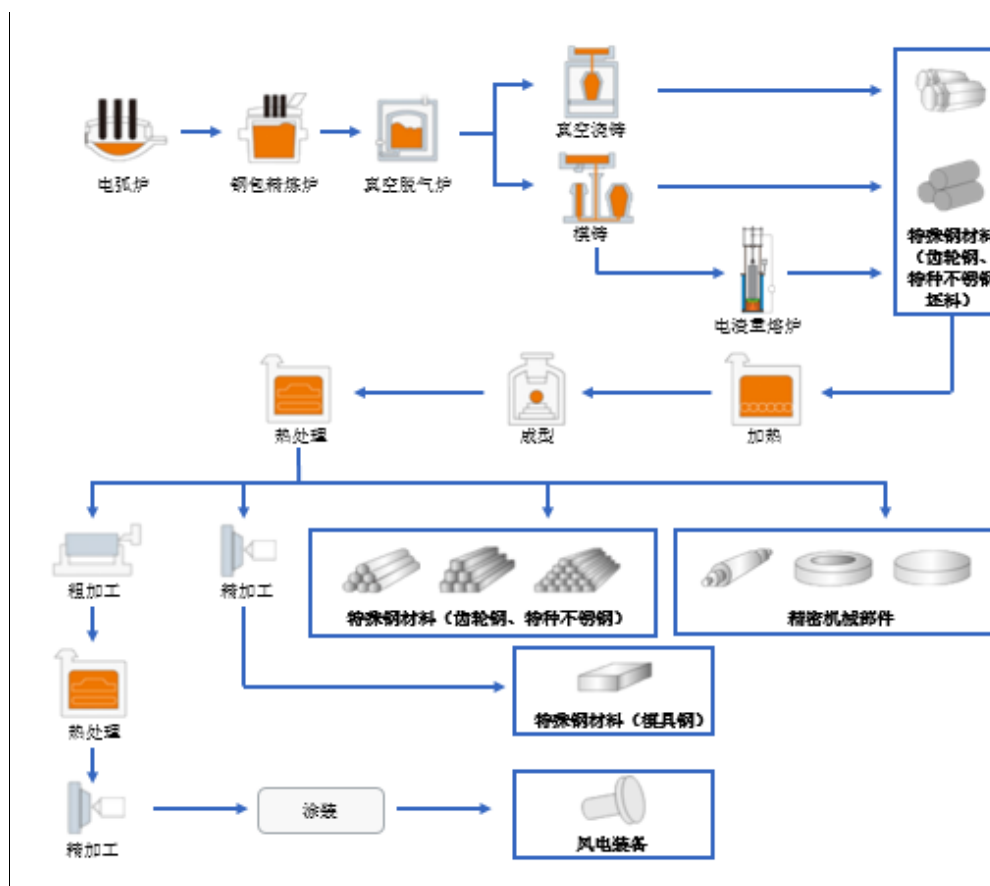 真空浇铸
电弧炉
钢包精炼炉
真空脱气炉
模铸
特殊钢材料
（齿轮钢、
特种不锈钢
坯料）
电渣重熔炉
热处理
成型
加热
粗加工
精加工
特殊钢材料（齿轮钢、特种不锈钢）
精密机械部件
特殊钢材料（模具钢）
热处理
涂装
精加工
风电装备